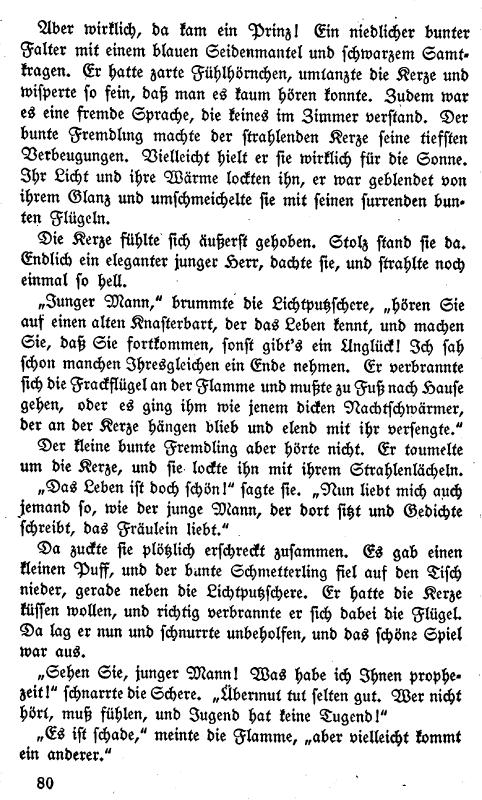 Aber wirklich, da kam ein Prinz! Ein niedlicher bunter
Falter mit einem blauen Seidenmantel und schwarzem Samt-
kragen. Er hatte zarte Fühlhörnchen, umtanzte die Kerze und
wisperte so fein, daß man es kaum hören konnte. Zudem war
es eine fremde Sprache, die keines im Zimmer verstand. Der
bunte Fremdling machte der strahlenden Kerze seine tiefsten
Verbeugungen. Vielleicht hielt er sie wirklich für die Sonne.
Ihr Licht und ihre Wärme lockten ihn, er war geblendet von
ihrem Glanz und umschmeichelte sie mit seinen surrenden bun-
ten Flügeln.
Die Kerze fühlte sich äußerst gehoben. Stolz stand sie da.
Endlich ein eleganter junger Herr, dachte sie, und strahlte noch
einmal so hell.
„Junger Mann,“ brummte die Lichtputzschere, „hören Sie
auf einen alten Knasterbart, der das Leben kennt, und machen
Sie, daß Sie fortkommen, sonst gibt's ein Unglück! Ich sah
schon manchen Ihresgleichen ein Ende nehmen. Er verbrannte
sich die Frackflügel an der Flamme und mußte zu Fuß nach Hause
gehen, oder es ging ihm wie jenem dicken Nachtschwärmer,
der an der Kerze hängen blieb und elend mit ihr versengte.“
Der kleine bunte Fremdling aber hörte nicht. Er toumelte
um die Kerze, und sie lockte ihn mit ihrem Strahlenlächeln.
„Das Leben ist doch schön!“ sagte sie. „Nun liebt mich auch
jemand so, wie der junge Mann, der dort sitzt und Gedichte
schreibt, das Fräulein liebt.“
Da zuckte sie plötzlich erschreckt zusammen. Es gab einen
kleinen Puff, und der bunte Schmetterling fiel auf den Tisch
nieder, gerade neben die Lichtputzschere. Er hatte die Kerze
küssen wollen, und richtig verbrannte er sich dabei die Flügel.
Da lag er nun und schnurrte unbeholfen, und das schöne Spiel
war aus.
„Sehen Sie, junger Mann! Was habe ich Ihnen prophe-
zeit!“ schnarrte die Schere. „Übermut tut selten gut. Wer nicht
hört, muß fühlen, und Jugend hat keine Tugend!“
„Es ist schade,“ meinte die Flamme, „aber vielleicht kommt
ein anderer.“
80